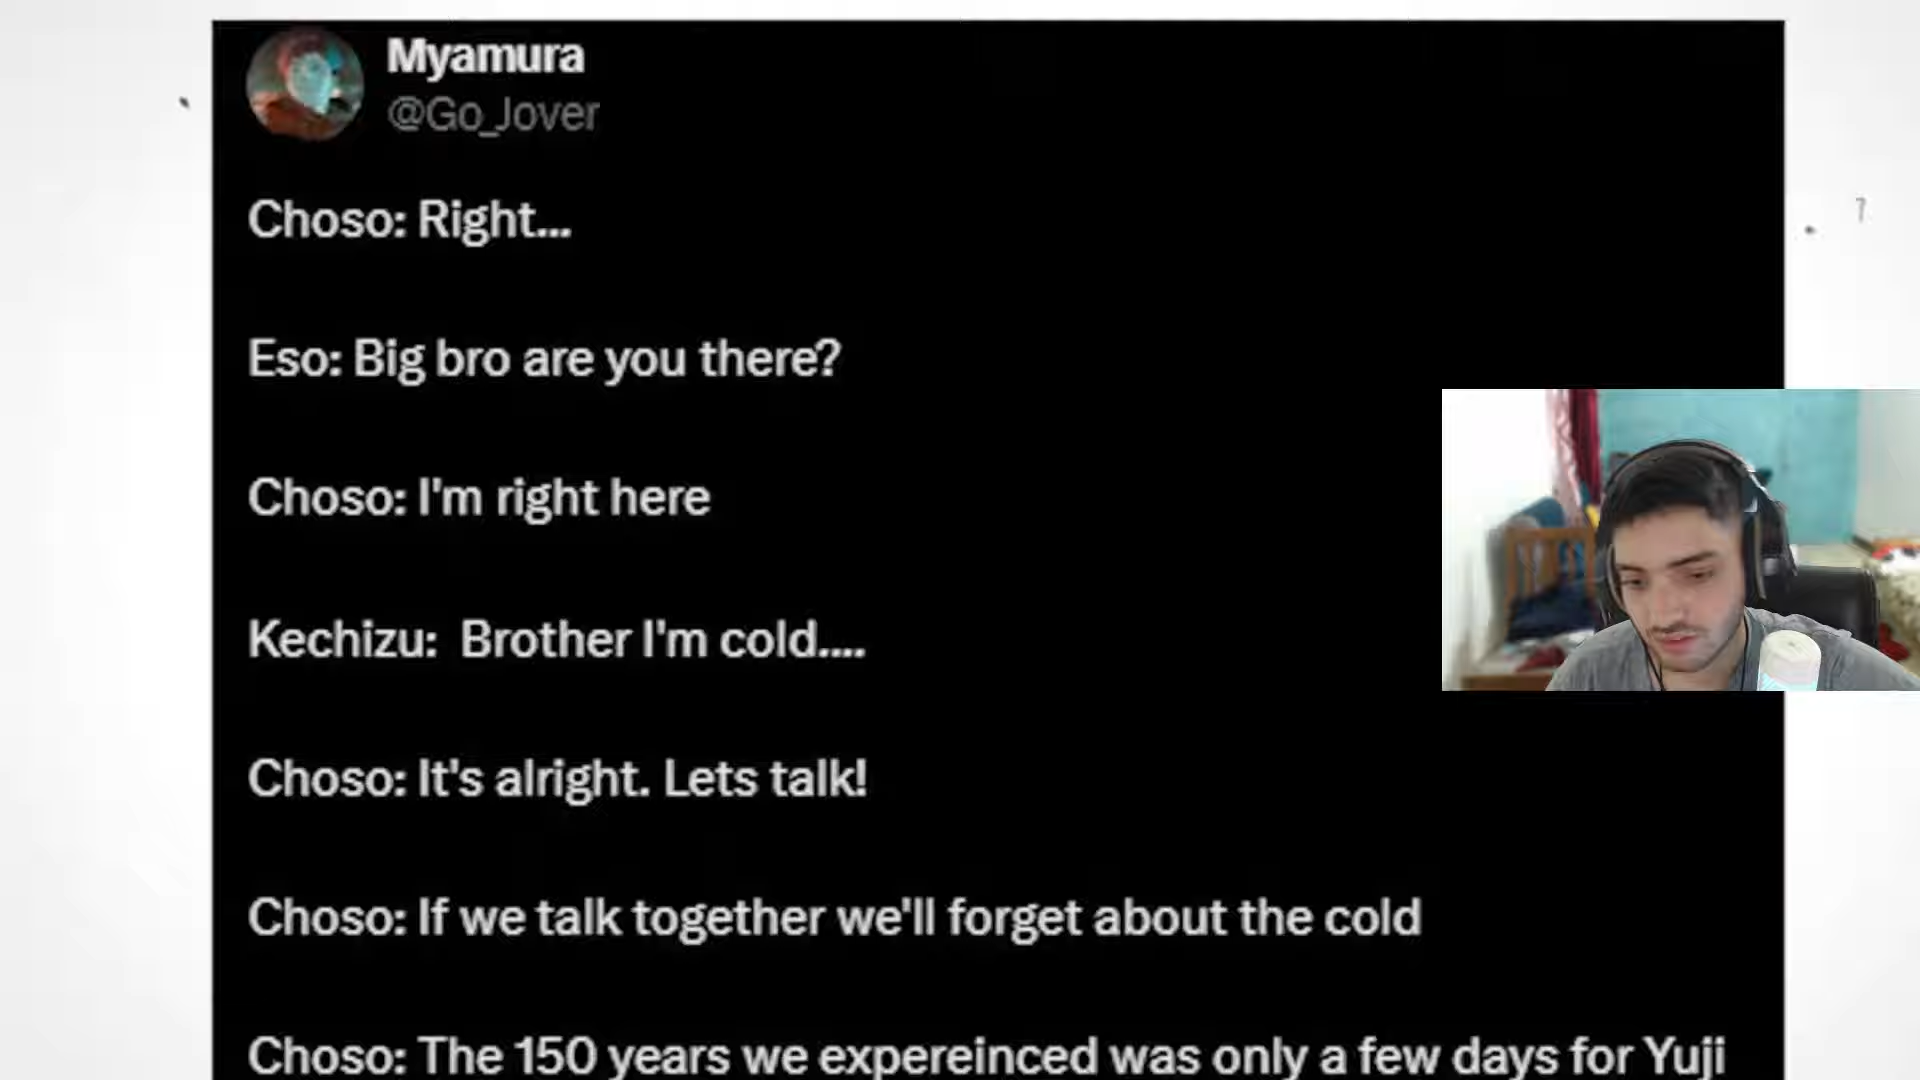 Myamura
@Go_Jover
Choso: Right...
Eso: Big bro are you there?
Choso: I'm right here
Kechizu:  Brother I'm cold....
Choso: It's alright. Lets talk!
Choso: If we talk together we'll forget about the cold
Choso: The 150 years we expereinced was only a few days for Yuji